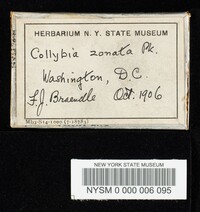 HERBARIUM N. Y. STATE MUSEUM
Collybia zonata Pk.
Washington, D.C.
F. J. Braendle Oct. 1906
NEW YORK STATE MUSEUM
NYSM 0 000 006 095